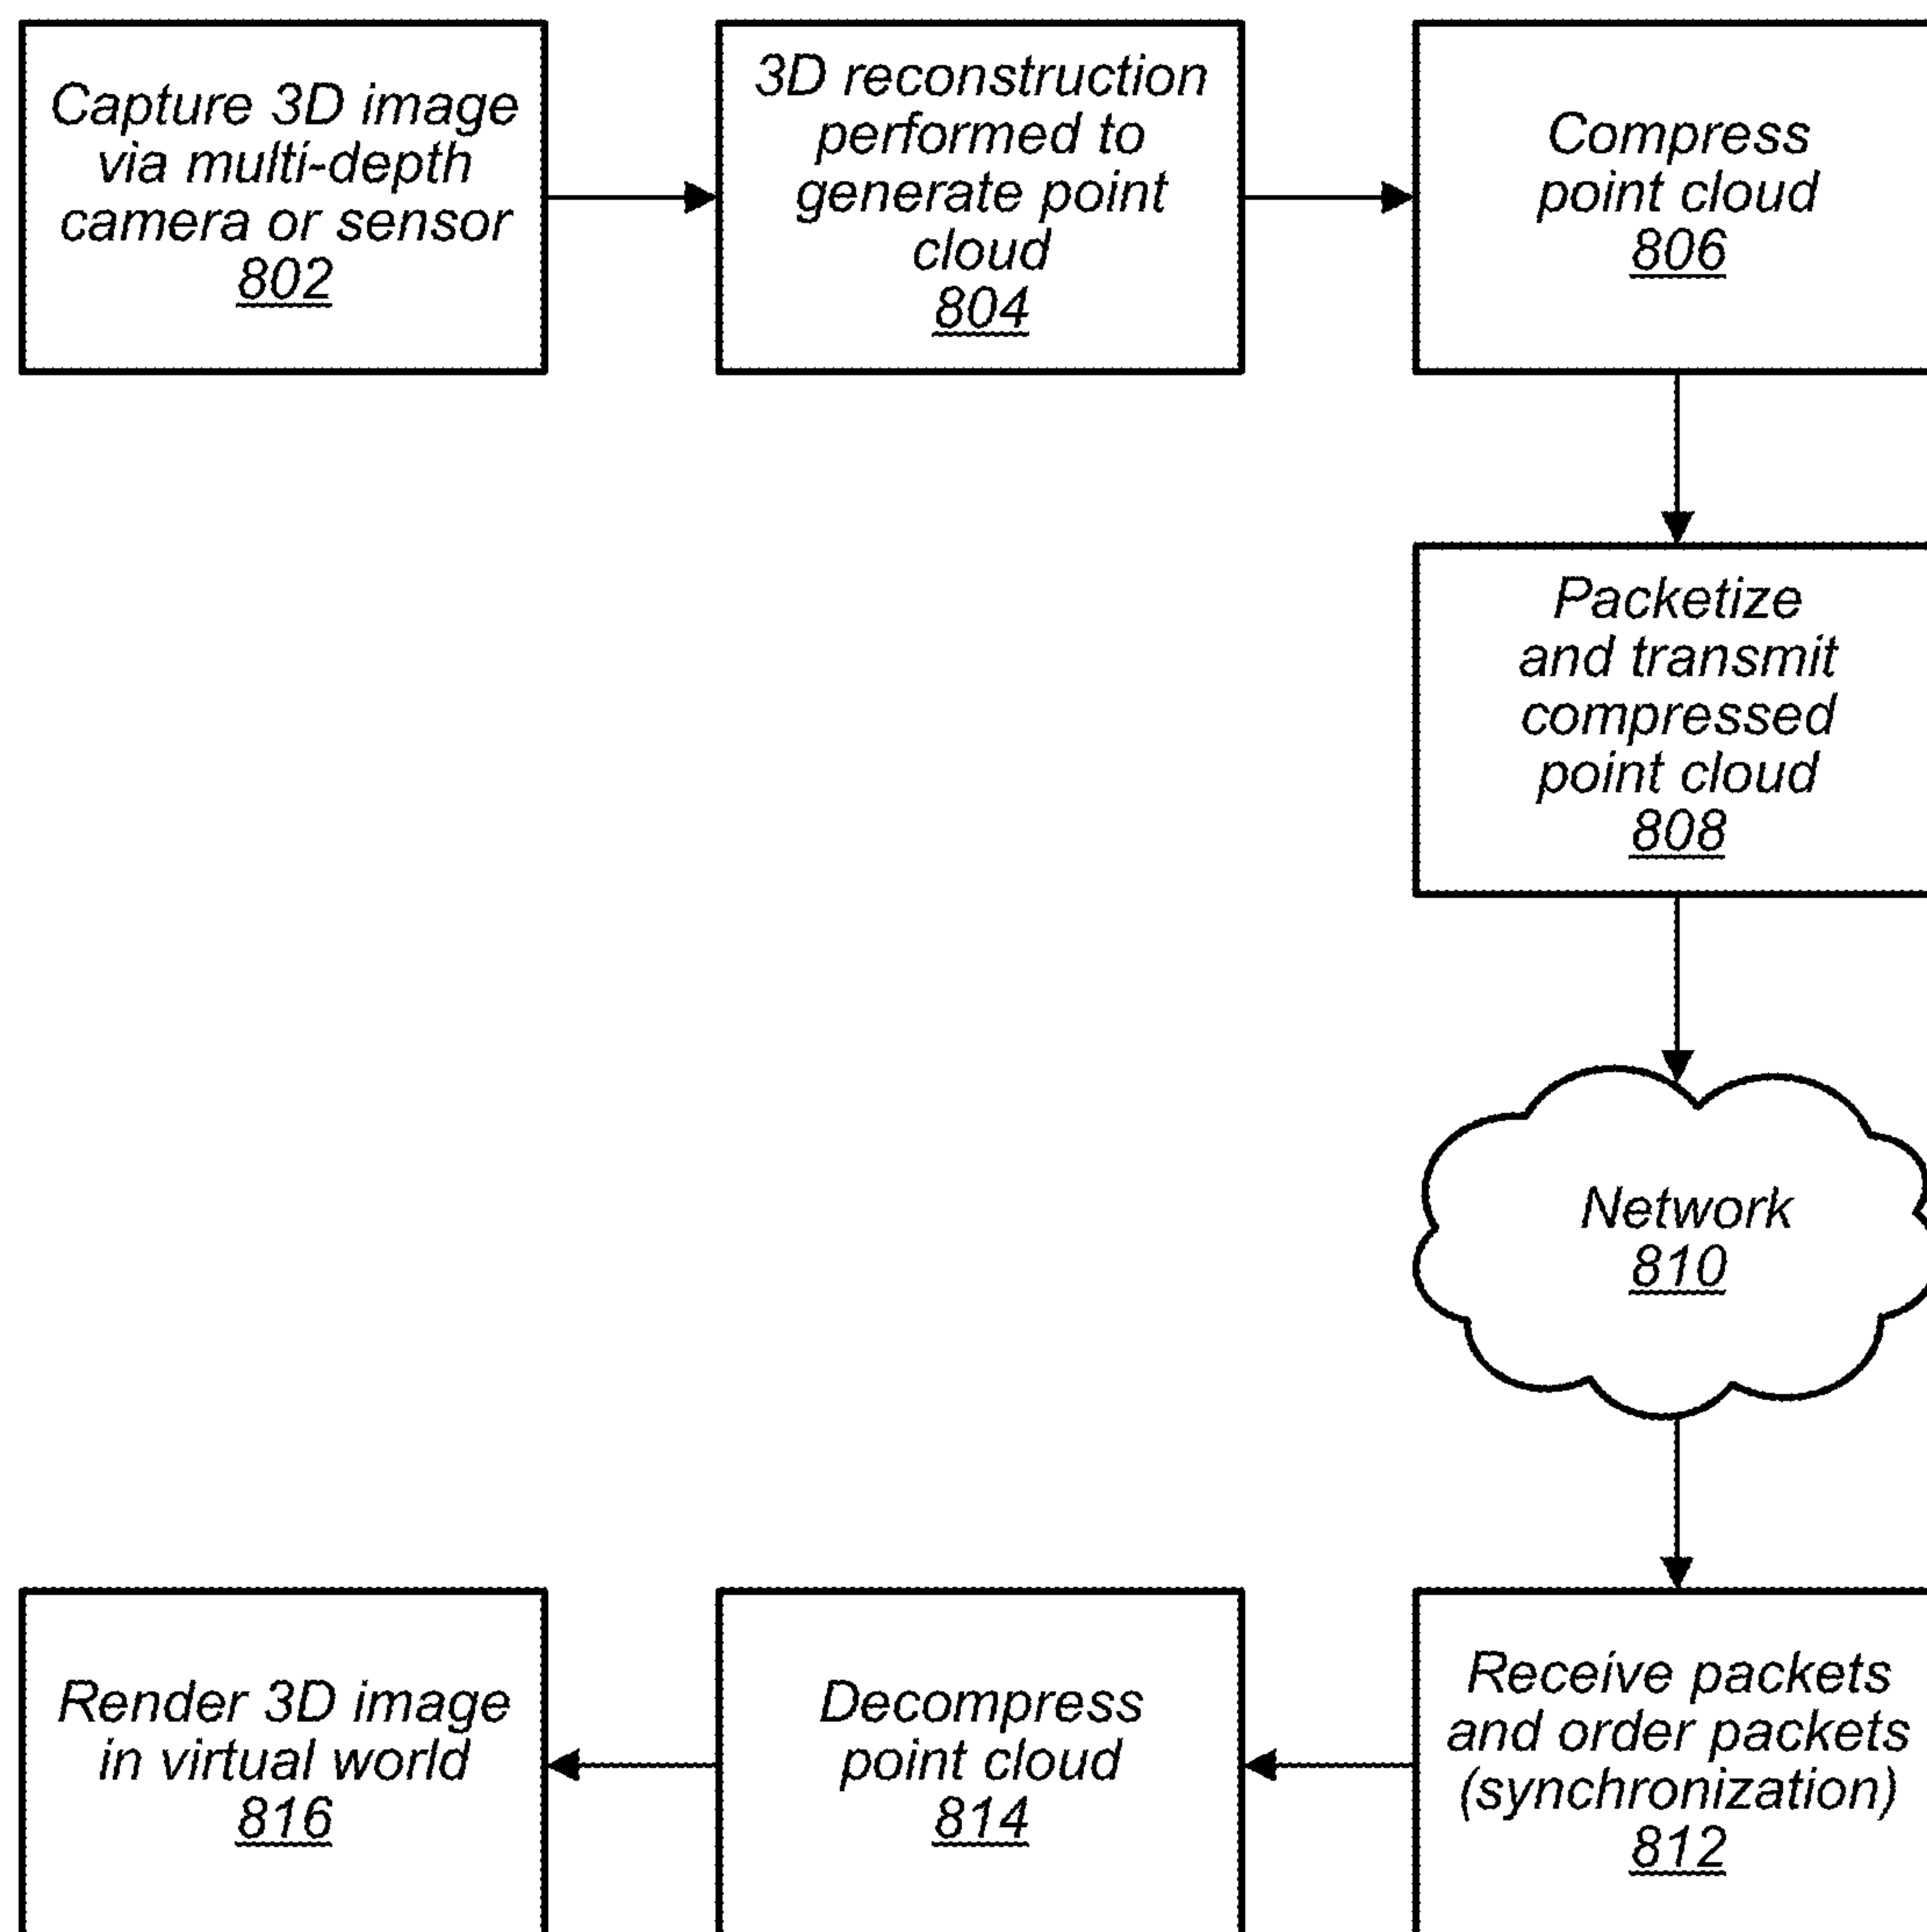 Capture 3D image
via multi-depth
camera or sensor
802
3D reconstruction
performed to
generate point
cloud
804
Compress
point cloud
806
Packetize
and transmit
compressed
point cloud
808
Network
810
Receive packets
and order packets
(synchronization)
812
Decompress
point cloud
814
Render 3D image
in virtual world
816